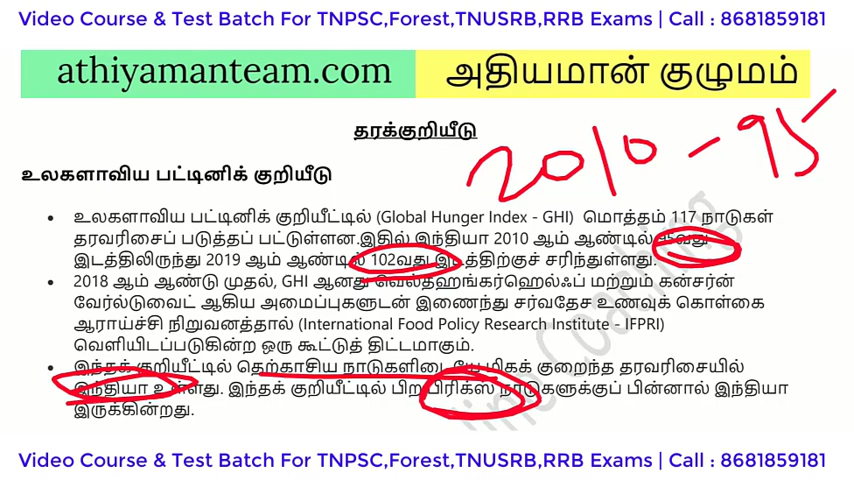 Video Course & Test Batch For TNPSC,Forest,TNUSRB,RRB Exams | Call : 8681859181
athiyamanteam.com அதியமான் குழுமம்
தரக்குறியீடு
2010 - 95
உலகளாவிய பட்டினிக் குறியீடு
• உலகளாவிய பட்டினிக் குறியீட்டில் (Global Hunger Index - GHI) மொத்தம் 117 நாடுகள்
தரவரிசைப் படுத்தப் பட்டுள்ளன.இதில் இந்தியா 2010 ஆம் ஆண்டில் 95வது
இடத்திலிருந்து 2019 ஆம் ஆண்டில் 102வது இடத்திற்குச் சரிந்துள்ளது.
• 2018 ஆம் ஆண்டு முதல், GHI ஆனது வெல்தஹங்கர்ஹெல்ஃப் மற்றும் கன்சர்ன்
வேர்ல்டுவைட் ஆகிய அமைப்புகளுடன் இணைந்து சர்வதேச உணவுக் கொள்கை
ஆராய்ச்சி நிறுவனத்தால் (International Food Policy Research Institute - IFPRI)
வெளியிடப்படுகின்ற ஒரு கூட்டுத் திட்டமாகும்.
• இந்தக் குறியீட்டில் தெற்காசிய நாடுகளிடையே மிகக் குறைந்த தரவரிசையில்
இந்தியா உள்ளது. இந்தக் குறியீட்டில் பிற பிரிக்ஸ் நாடுகளுக்குப் பின்னால் இந்தியா
இருக்கின்றது.
Video Course & Test Batch For TNPSC,Forest,TNUSRB,RRB Exams | Call : 8681859181